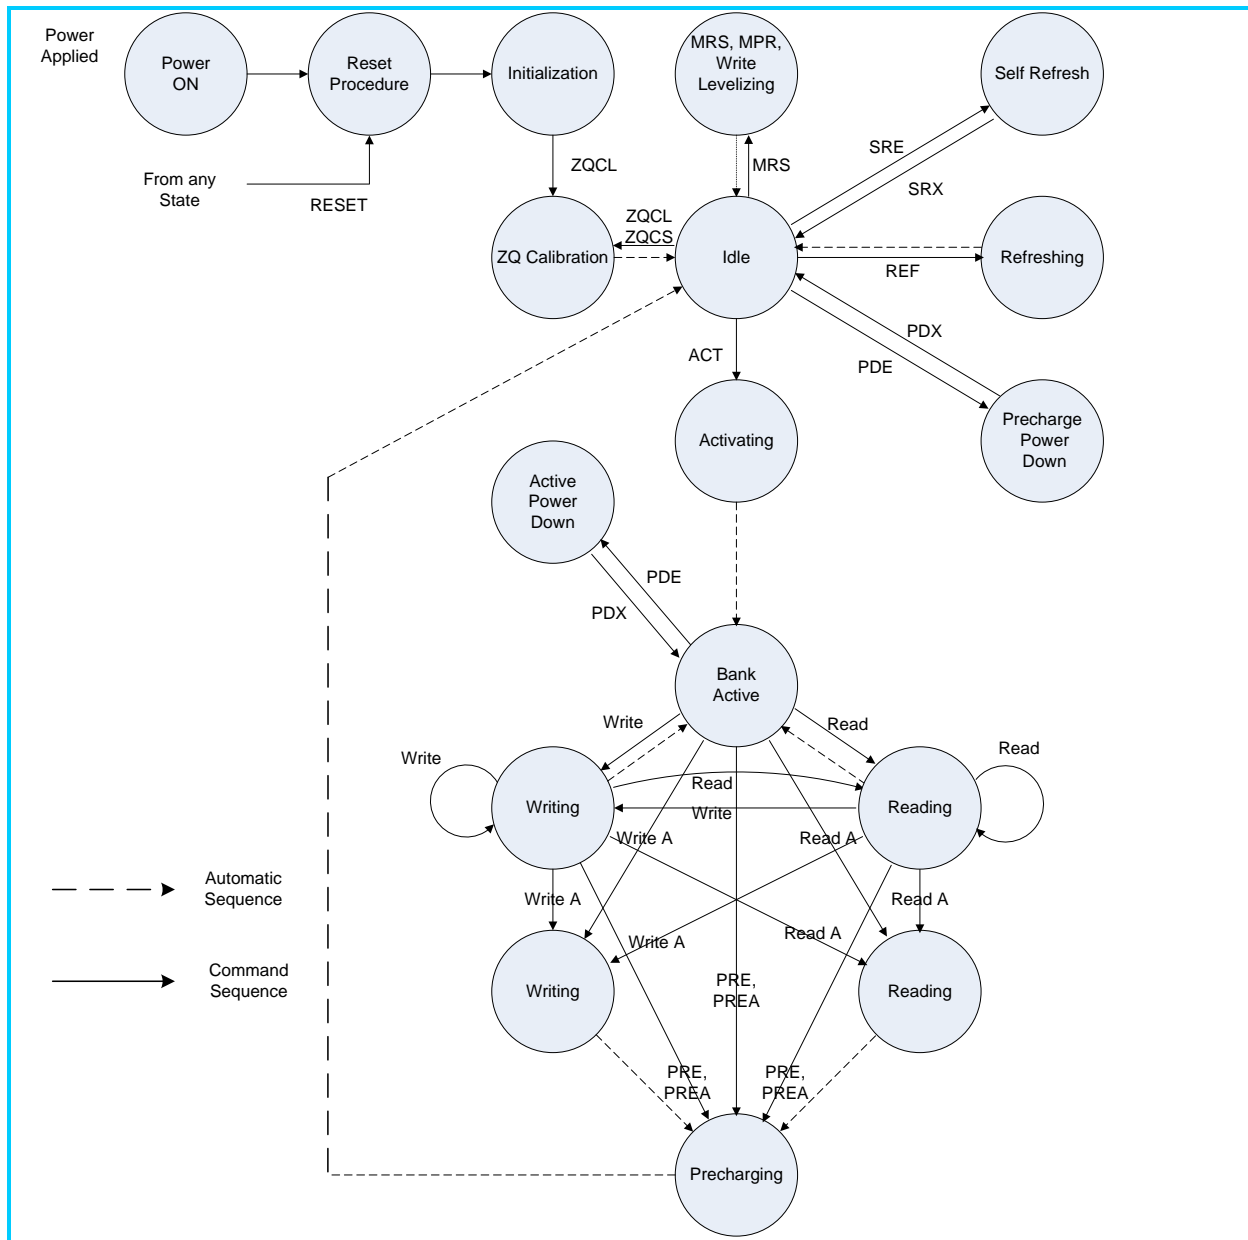 Power
Applied
Power
ON
Reset
Procedure
Initialization
MRS, MPR,
Write
Levelizing
Self Refresh
From any
State
RESET
ZQCL
MRS
SRE
SRX
ZQCL
ZQCS
ZQ Calibration
Idle
REF
Refreshing
ACT
PDX
PDE
Activating
Precharge
Power
Down
Active
Power
Down
PDE
PDX
Bank
Active
Write
Read
Write
Read
Writing
Read
Write
Reading
Write A
Read A
Automatic
Sequence
Write A
Read A
Write A
Read A
Command
Sequence
Writing
PRE,
PREA
Reading
PRE,
PREA
PRE,
PREA
Precharging